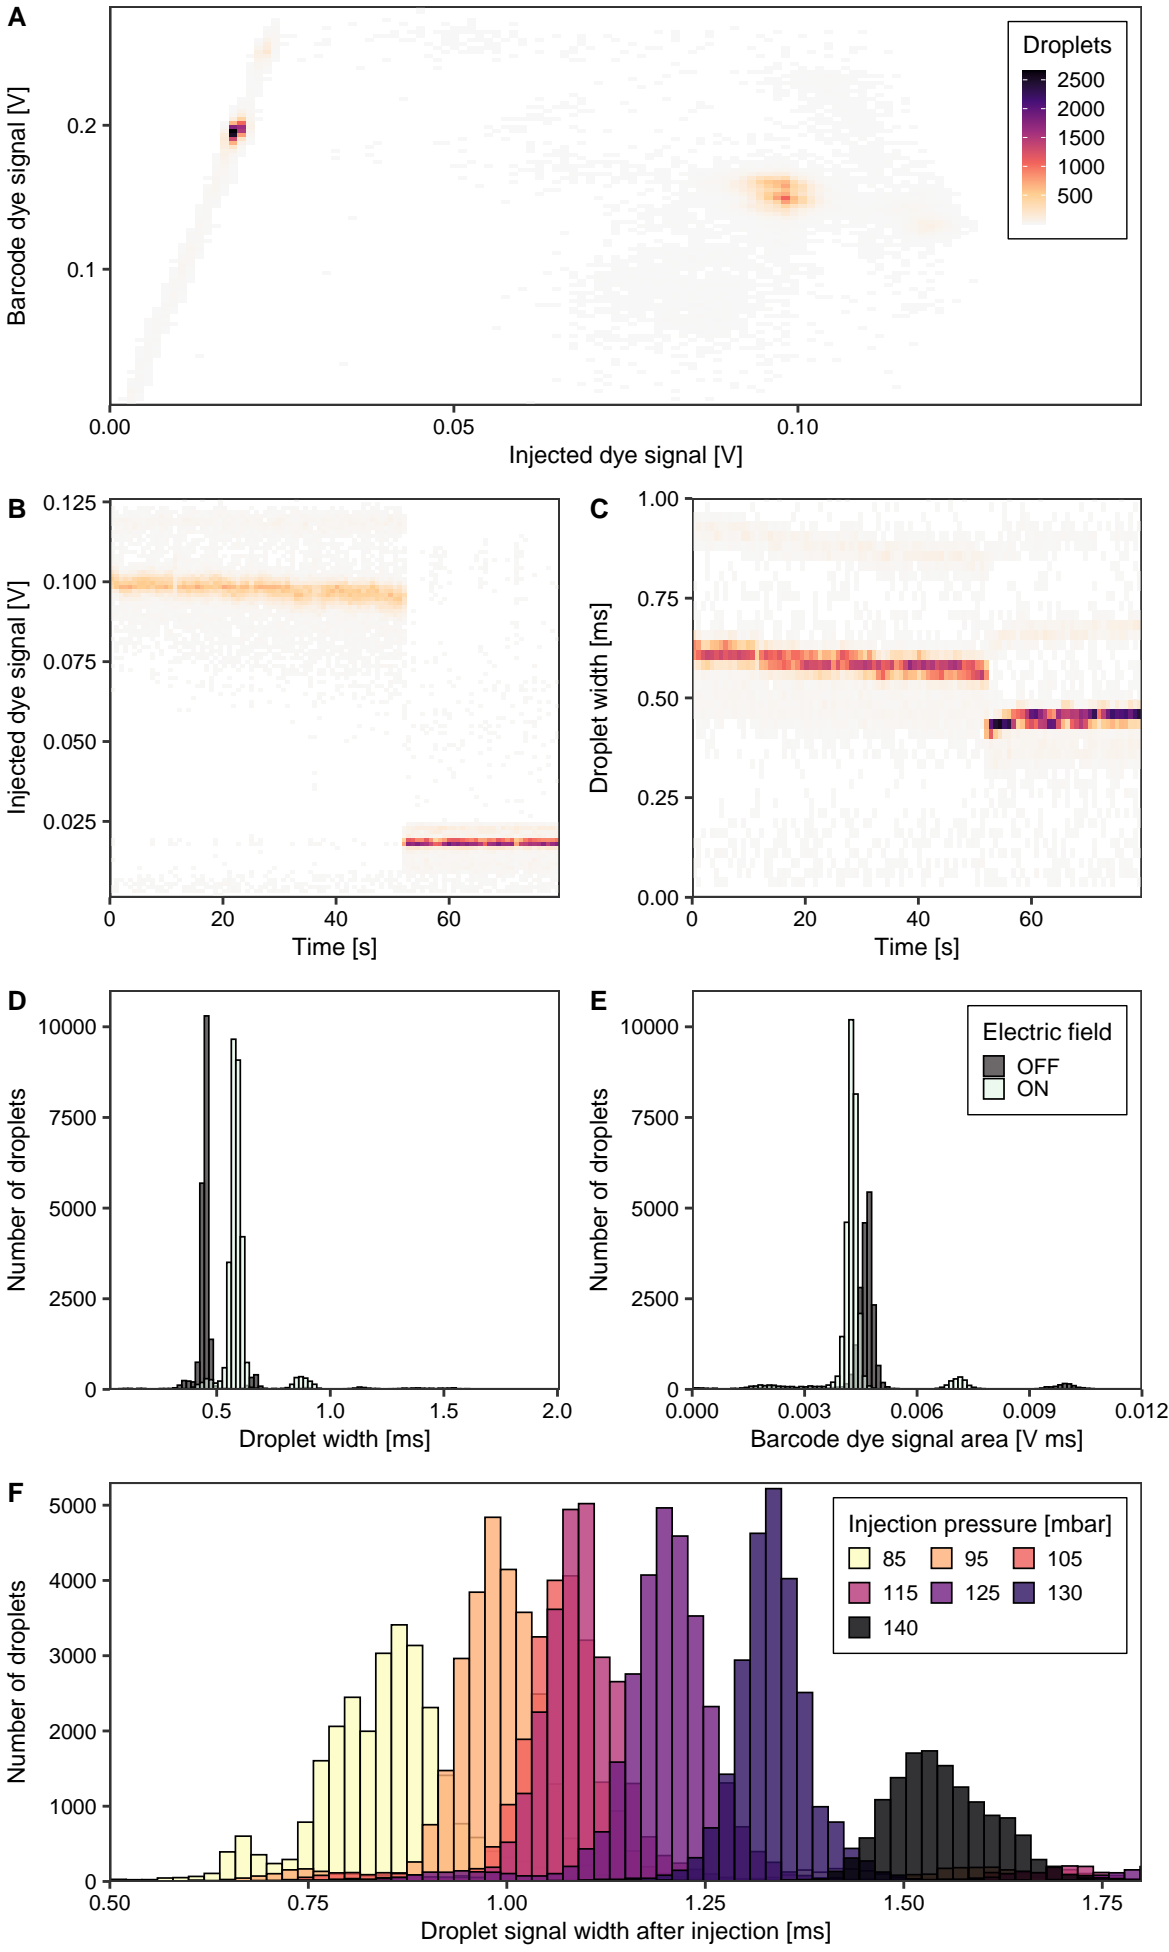 A
Barcode dye signal [V]
0.2
0.1
Droplets
2500
2000
1500
1000
500
0.00 0.05 0.10
Injected dye signal [V]
B
Injected dye signal [V]
0.125
0.100
0.075
0.050
0.025
0 20 40 60
Time [s]
C
Droplet width [ms]
1.00
0.75
0.50
0.25
0.00
0 20 40 60
Time [s]
D
Number of droplets
10000
7500
5000
2500
0
0.5 1.0 1.5 2.0
Droplet width [ms]
E
Number of droplets
10000
7500
5000
2500
0
Electric field
OFF
ON
0.000 0.003 0.006 0.009 0.012
Barcode dye signal area [V ms]
F
Number of droplets
5000
4000
3000
2000
1000
0
Injection pressure [mbar]
85 95 105
115 125 130
140
0.50 0.75 1.00 1.25 1.50 1.75
Droplet signal width after injection [ms]